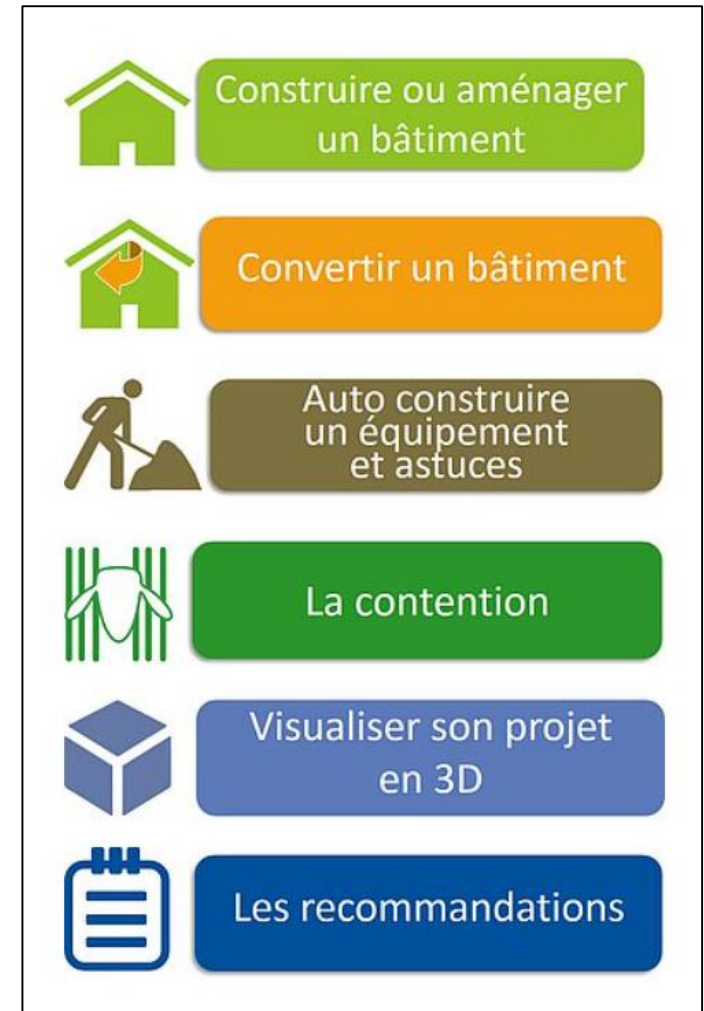 Construire ou aménager
un bâtiment
Convertir un bâtiment
Auto construire
un équipement
et astuces
La contention
Visualiser son projet
en 3D
Les recommandations